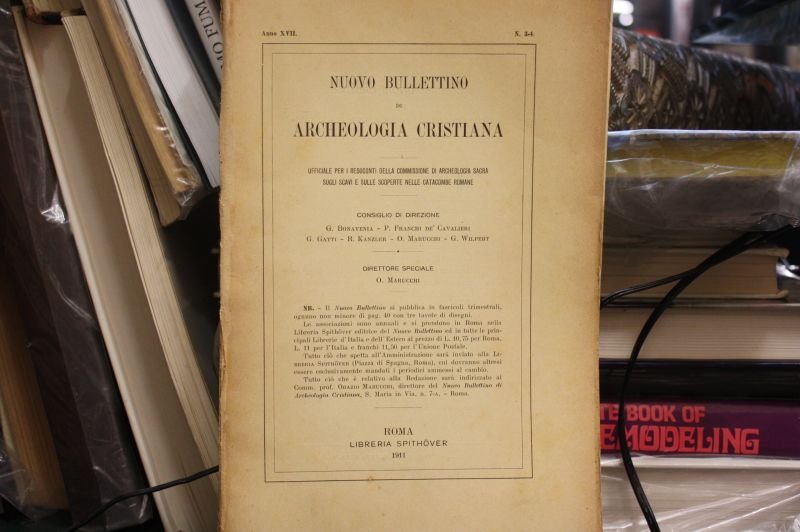 Anno XVII.
N. 3-4.
NUOVO BULLETTINO
DI
ARCHEOLOGIA CRISTIANA
UFFICIALE PER I RESOCONTI DELLA COMMISSIONE DI ARCHEOLOGIA SACRA
SUGLI SCAVI E SULLE SCOPERTE NELLE CATACOMBE ROMANE
CONSIGLIO DI DIREZIONE
G. BONAVENIA - P. FRANCHI DE' CAVALIERI
G. GATTI - R. KANZLER - O. MARUCCHI - G. WILPERT
DIRETTORE SPECIALE
O. MARUCCHI
NB. - Il Nuovo Bullettino si pubblica in fascicoli trimestrali,
ognuno non minore di pag. 40 con tre tavole di disegni.
Le associazioni sono annuali e si prendono in Roma nella
Libreria Spithöver editrice del Nuovo Bullettino ed in tutte le prin-
cipali Librerie d'Italia e dell'Estero al prezzo di L. 10,75 per Roma,
L. 11 per l'Italia e franchi 11,50 per l'Unione Postale.
Tutto ciò che spetta all'Amministrazione sarà inviato alla LI-
BRERIA SPITHÖVER (Piazza di Spagna, Roma), cui dovranno altresì
essere esclusivamente mandati i periodici ammessi al cambio.
Tutto ciò che è relativo alla Redazione sarà indirizzato al
Comm. prof. ORAZIO MARUCCHI, direttore del Nuovo Bullettino di
Archeologia Cristiana, S. Maria in Via, n. 7-A. - Roma.
ROMA
LIBRERIA SPITHÖVER
1911
MO FUM
TE BOOK OF
EMODELING